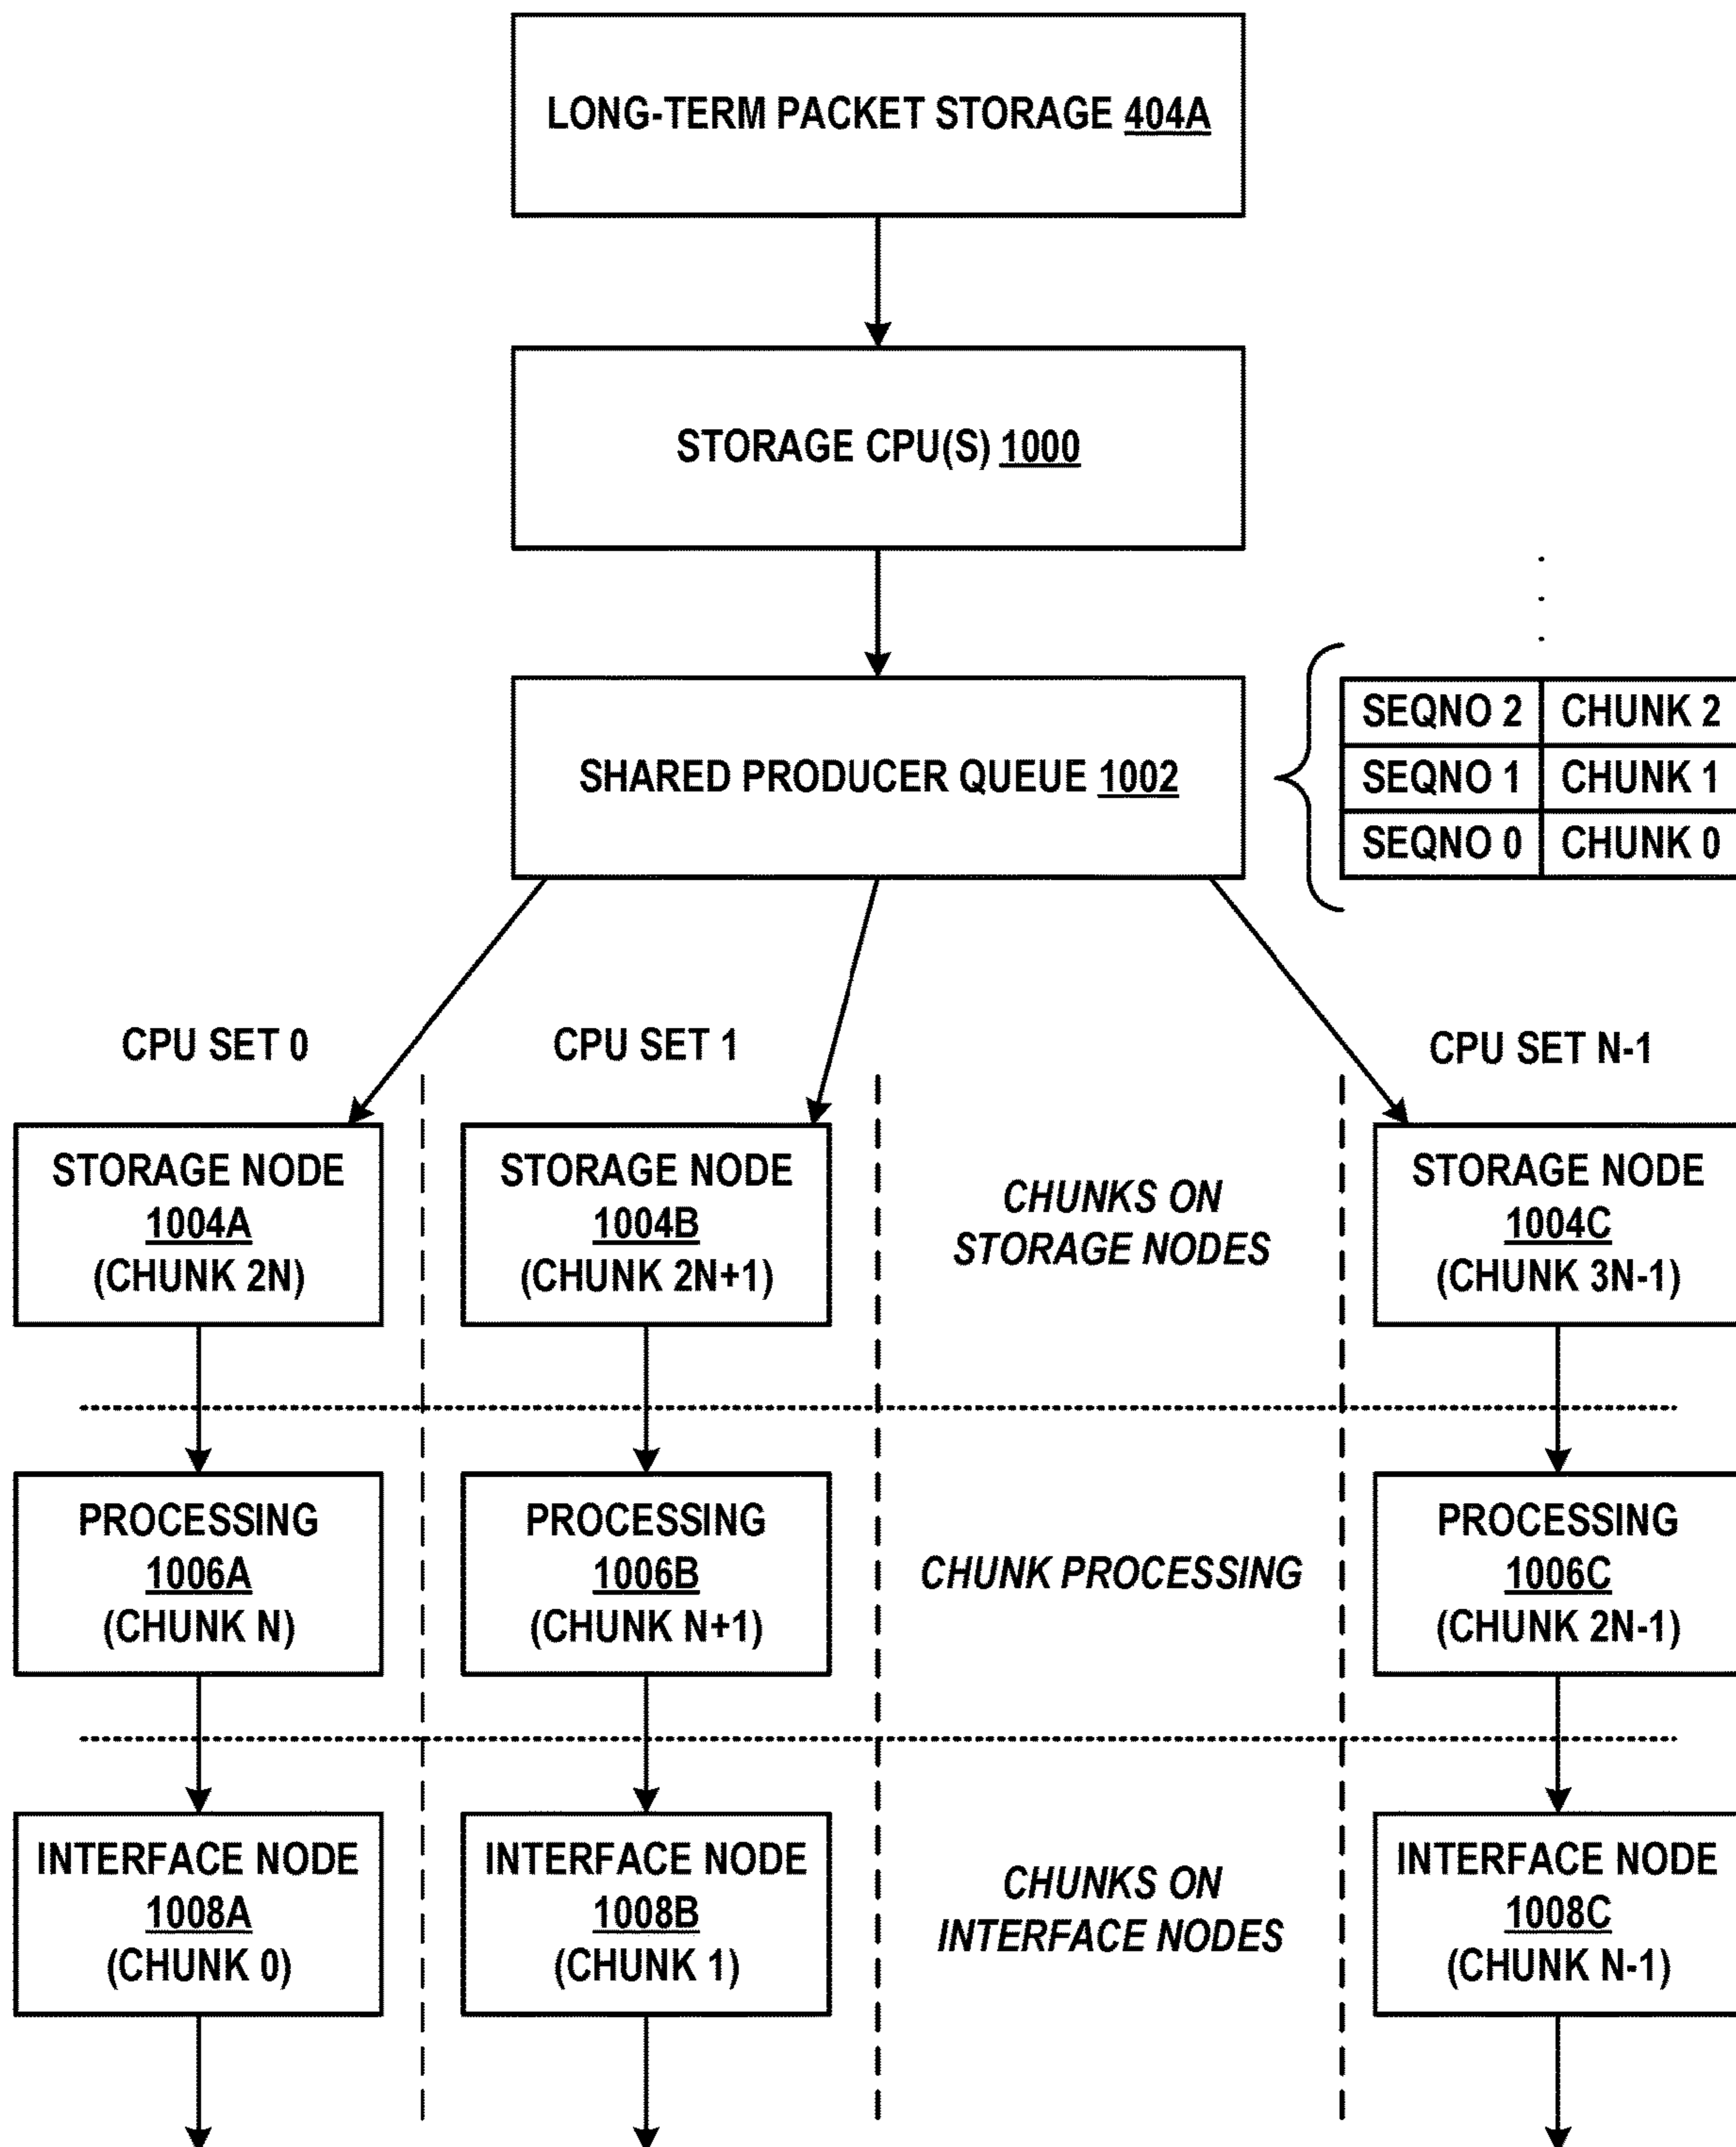 LONG-TERM PACKET STORAGE 404A
STORAGE CPU(S) 1000
SHARED PRODUCER QUEUE 1002
SEQNO 2 CHUNK 2
SEQNO 1 CHUNK 1
SEQNO 0 CHUNK 0
CPU SET 0
CPU SET 1
CPU SET N-1
STORAGE NODE
1004A
(CHUNK 2N)
STORAGE NODE
1004B
(CHUNK 2N+1)
CHUNKS ON
STORAGE NODES
STORAGE NODE
1004C
(CHUNK 3N-1)
PROCESSING
1006A
(CHUNK N)
PROCESSING
1006B
(CHUNK N+1)
CHUNK PROCESSING
PROCESSING
1006C
(CHUNK 2N-1)
INTERFACE NODE
1008A
(CHUNK 0)
INTERFACE NODE
1008B
(CHUNK 1)
CHUNKS ON
INTERFACE NODES
INTERFACE NODE
1008C
(CHUNK N-1)